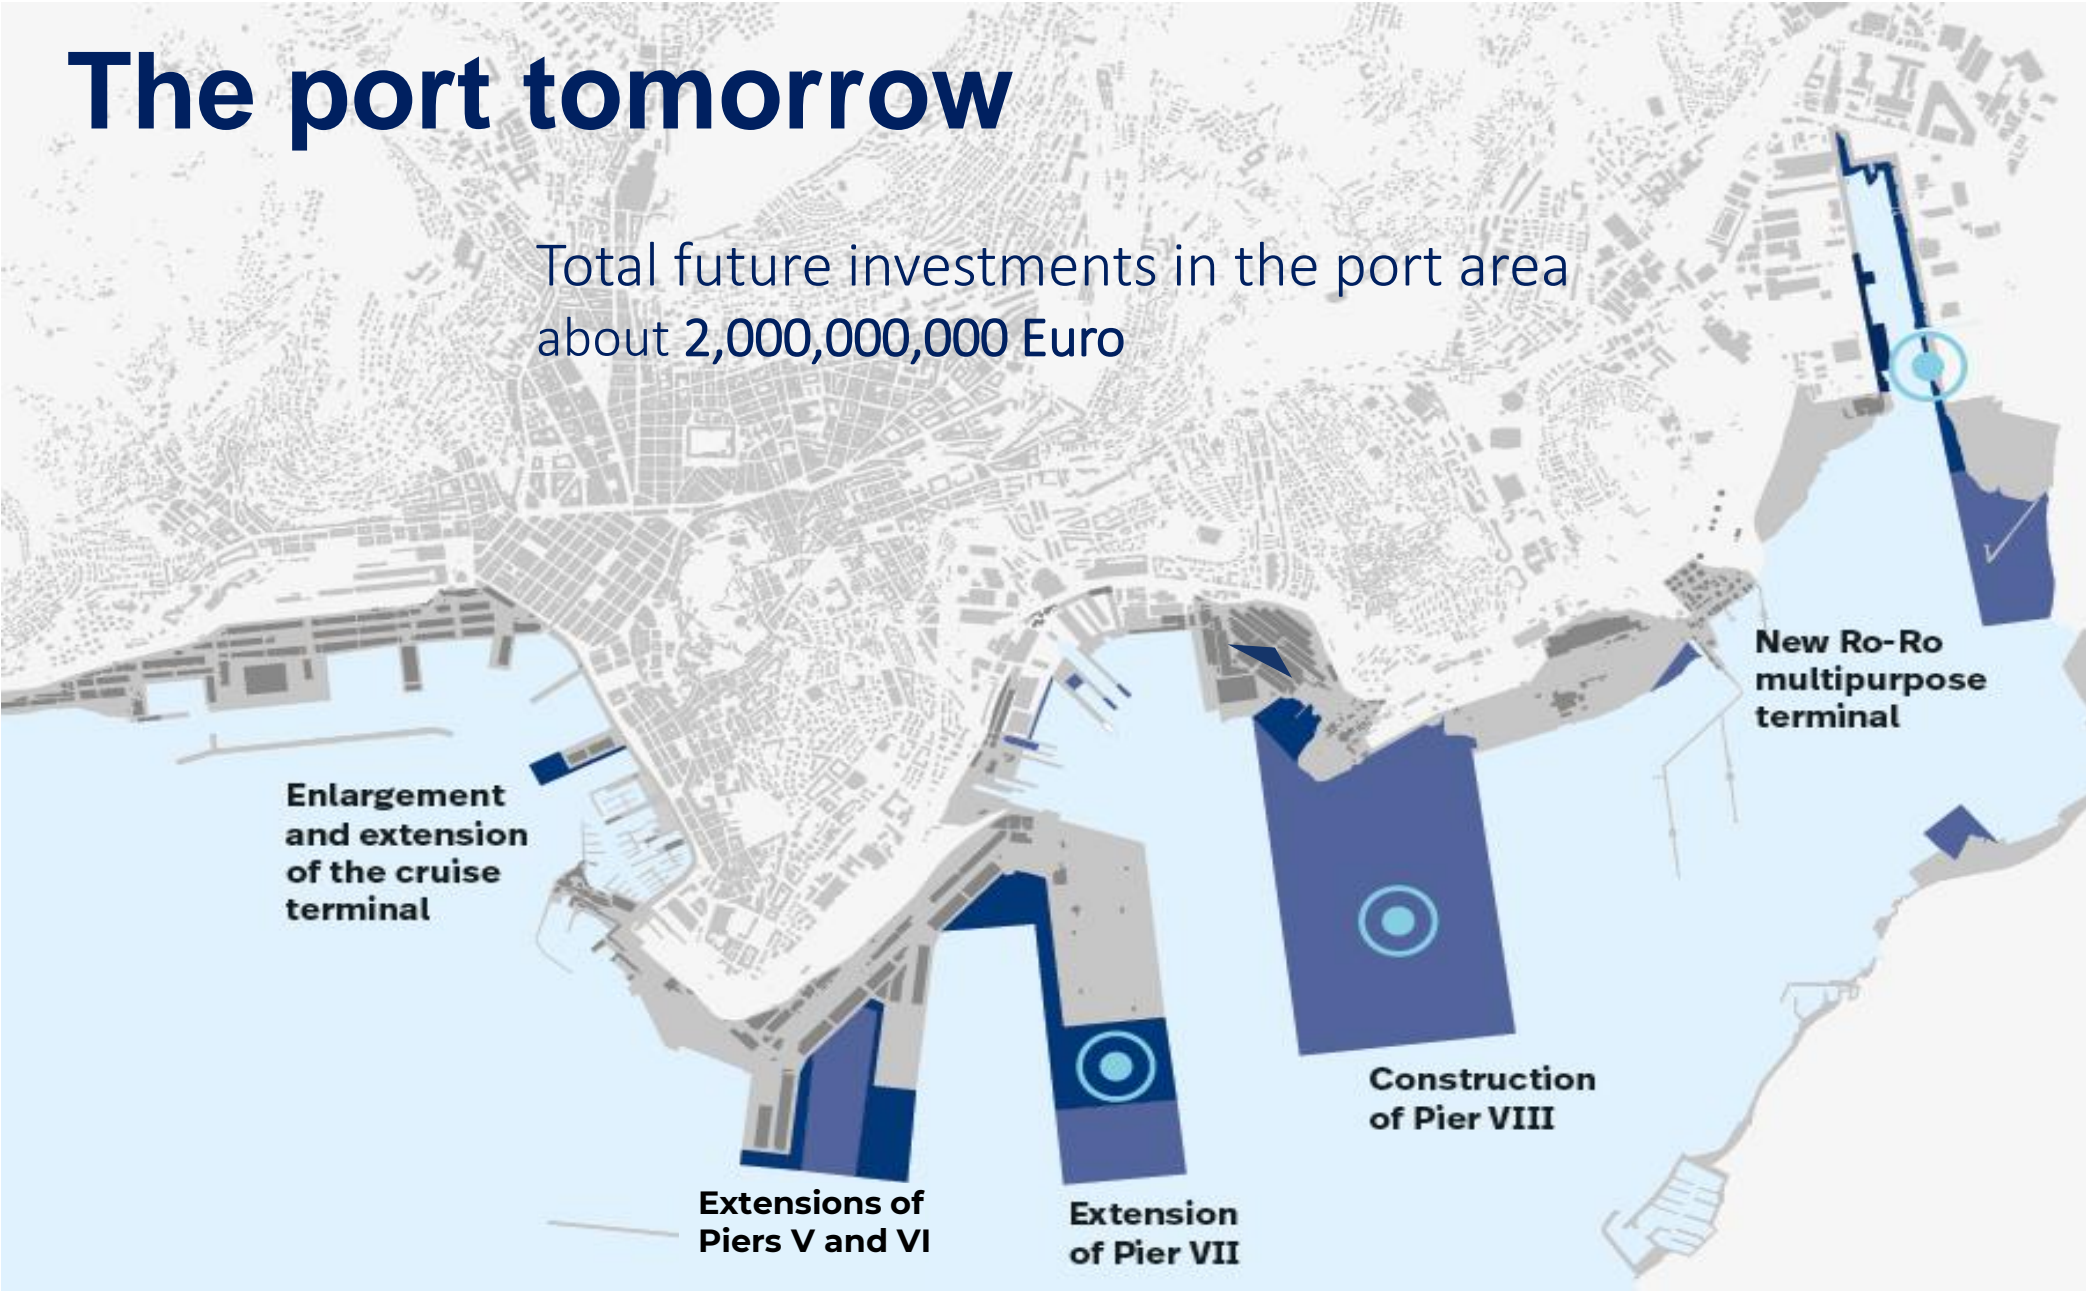 The port tomorrow
Total future investments in the port area
about 2,000,000,000 Euro
New Ro-Ro
multipurpose
terminal
Enlargement
and extension
of the cruise
terminal
Construction
of Pier VIII
Extensions of
Piers V and VI
Extension
of Pier VII